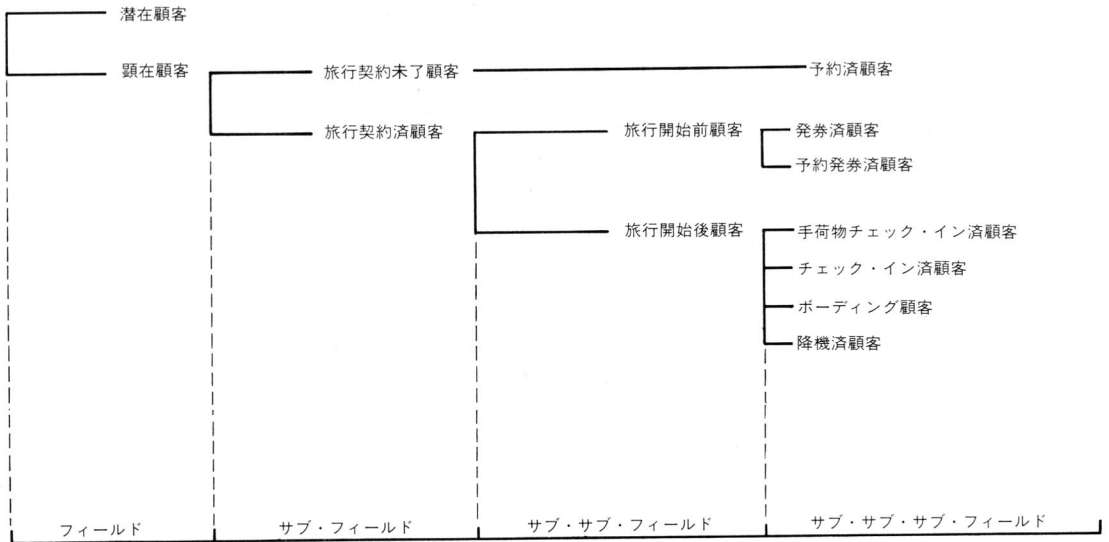 潜在顧客
顕在顧客
旅行契約未了顧客
予約済顧客
旅行契約済顧客
旅行開始前顧客
発券済顧客
予約発券済顧客
旅行開始後顧客
手荷物チェック・イン済顧客
チェック・イン済顧客
ボーディング顧客
降機済顧客
フィールド
サブ・フィールド
サブ・サブ・フィールド
サブ・サブ・サブ・フィールド